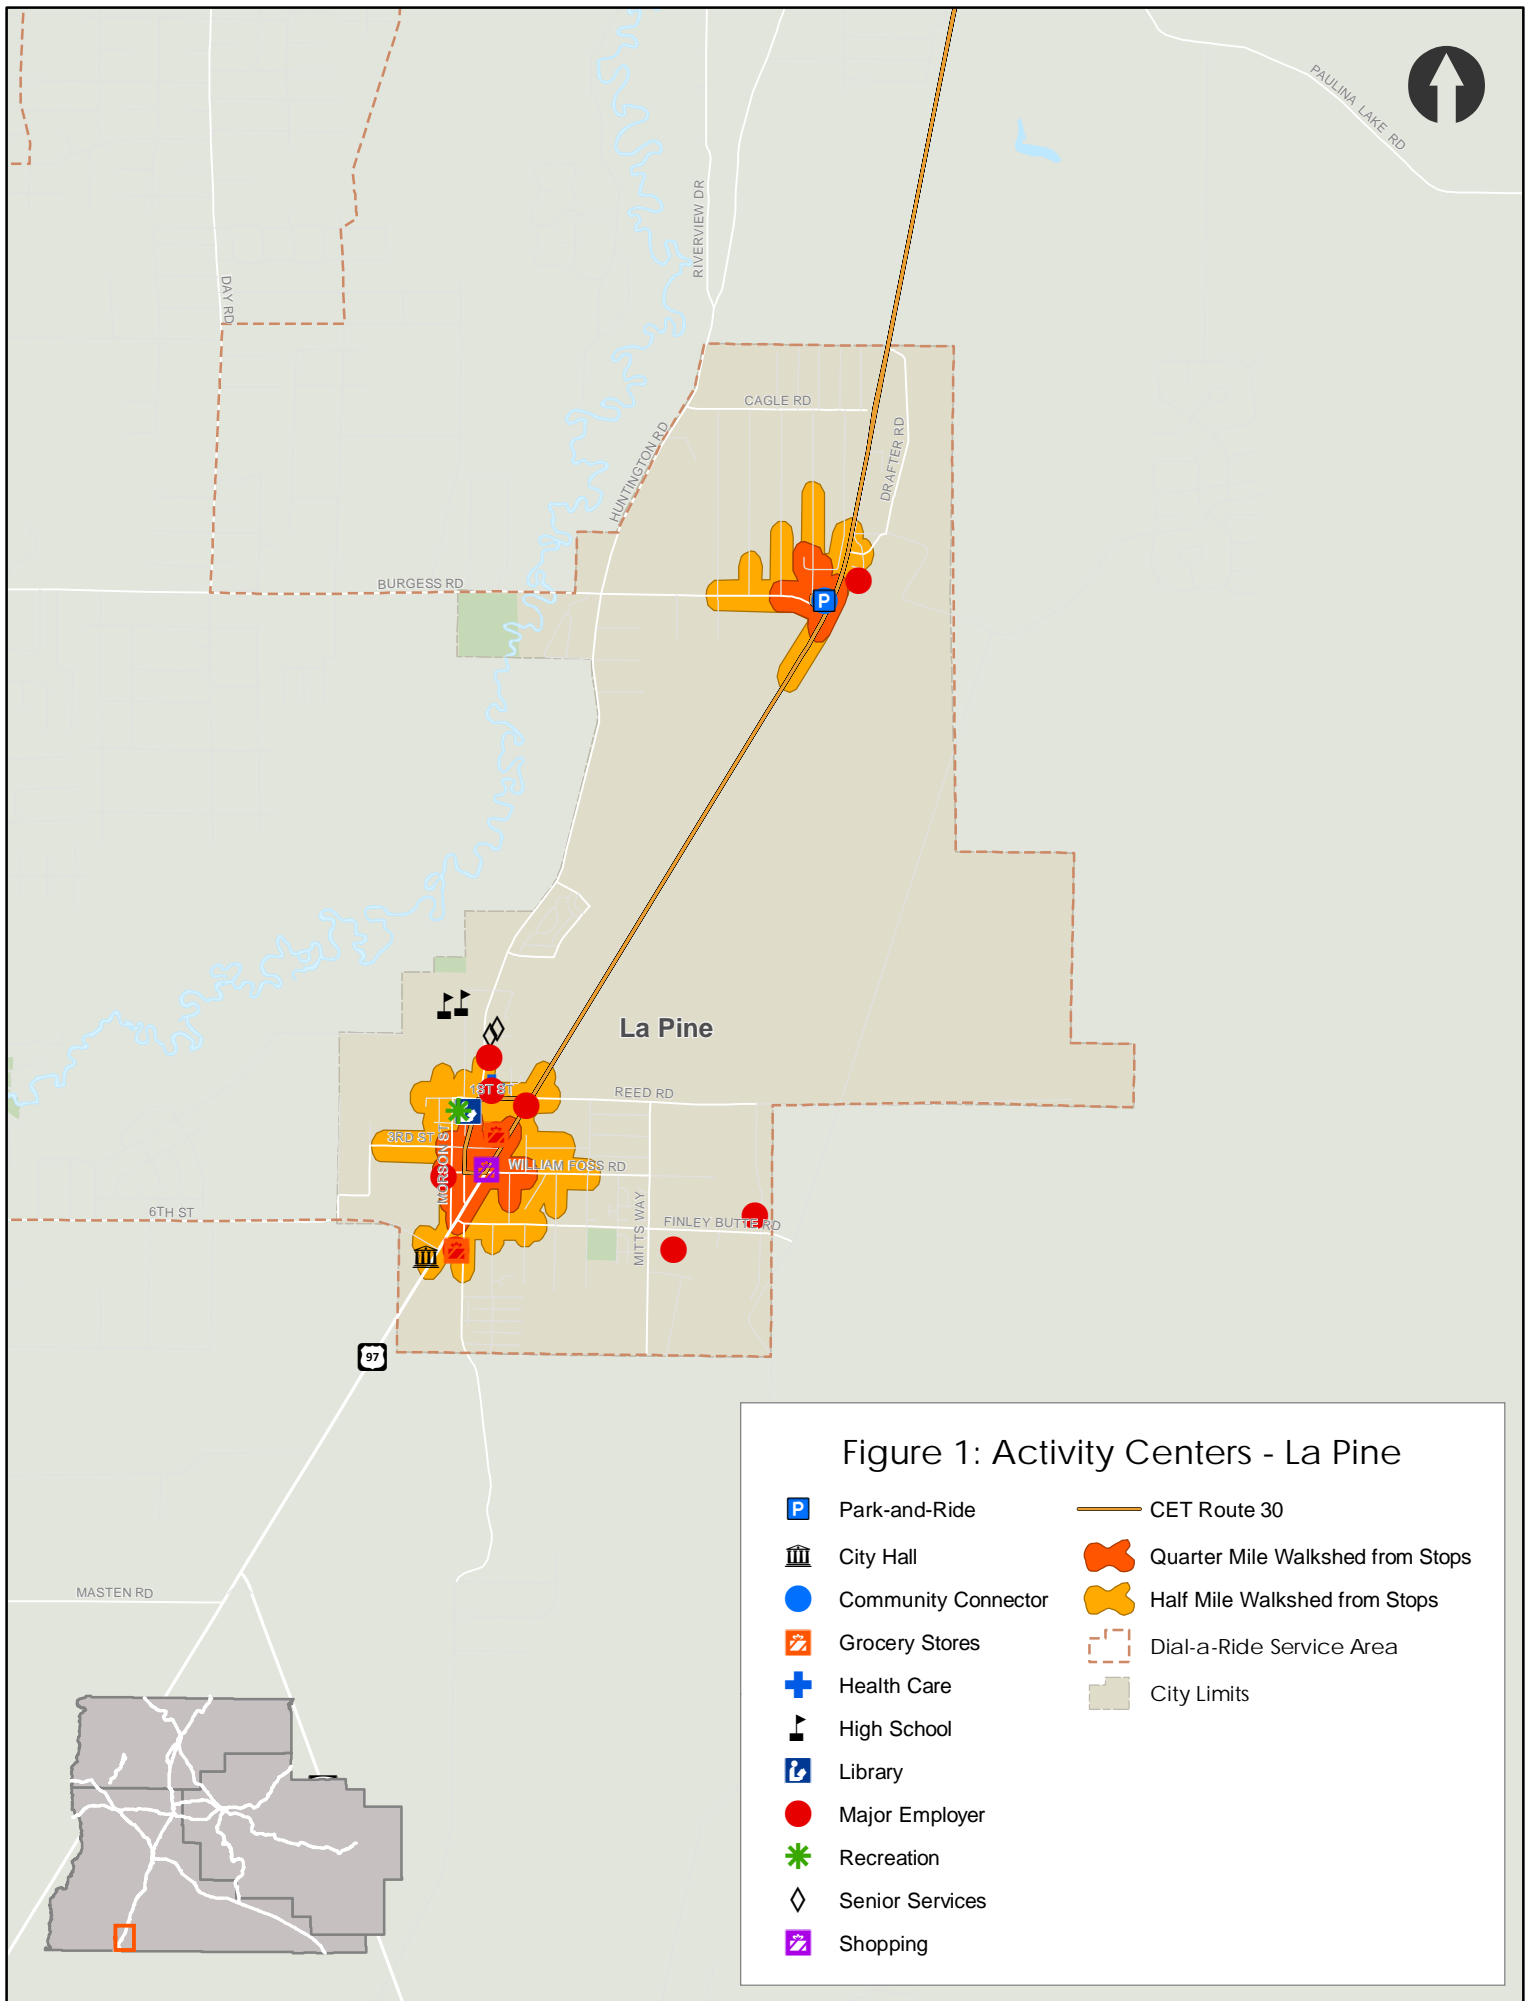 PAULINA LAKE RD
RIVERVIEW DR
DAY RD
CAGLE RD
DRAFTER RD
HUNTINGTON RD
BURGESS RD
P
La Pine
1ST ST
REED RD
3RD ST ST
MORSON ST
WILLIAM FOSS RD
6TH ST
MITTS WAY
FINLEY BUTTE RD
97
MASTEN RD
Figure 1: Activity Centers - La Pine
P Park-and-Ride
City Hall
Community Connector
Grocery Stores
Health Care
High School
Library
Major Employer
Recreation
Senior Services
Shopping
CET Route 30
Quarter Mile Walkshed from Stops
Half Mile Walkshed from Stops
Dial-a-Ride Service Area
City Limits